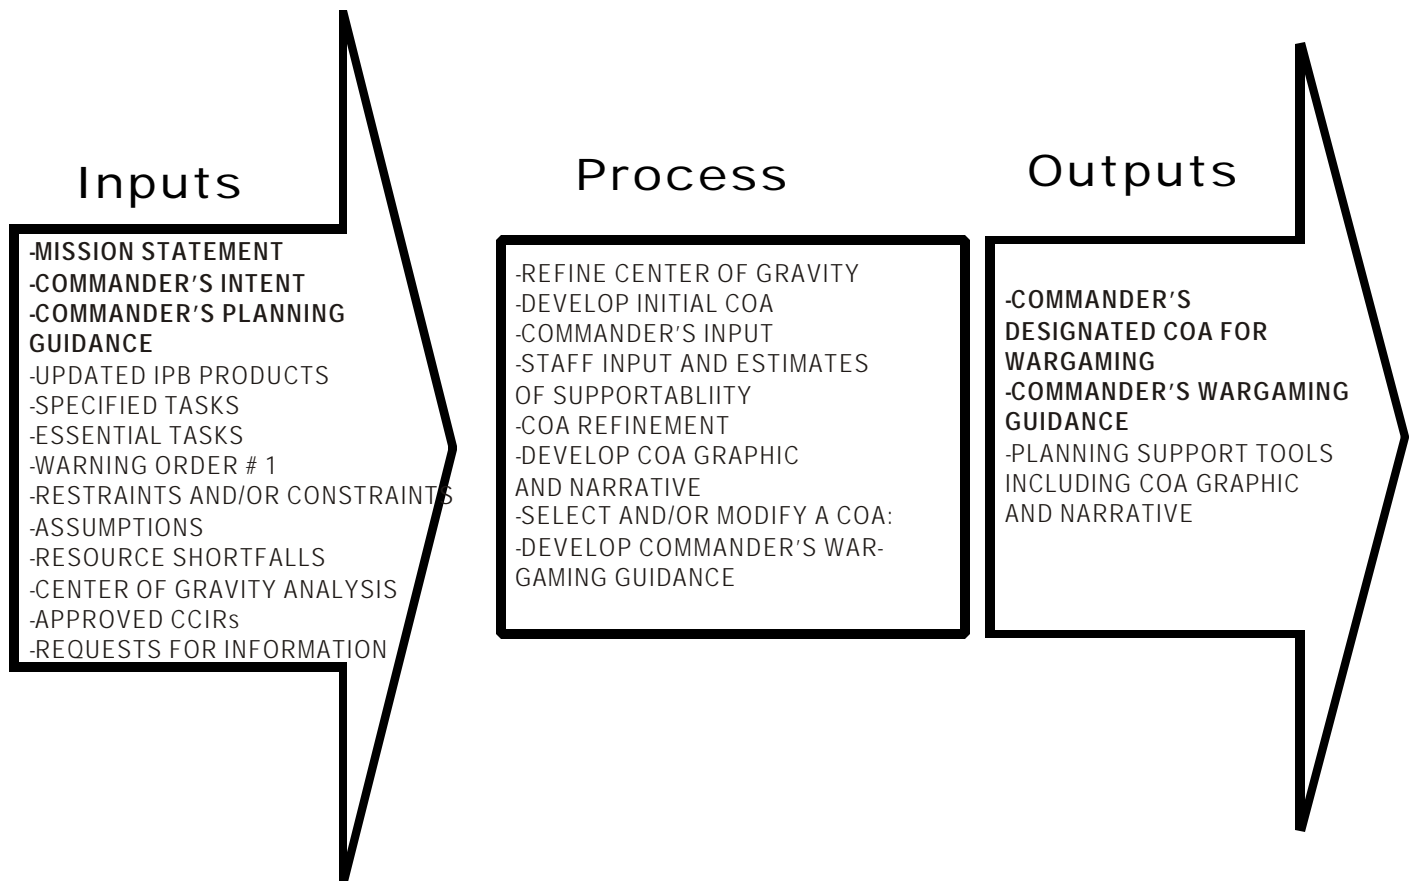 Inputs
-MISSION STATEMENT
-COMMANDER'S INTENT
-COMMANDER'S PLANNING
GUIDANCE
-UPDATED IPB PRODUCTS
-SPECIFIED TASKS
-ESSENTIAL TASKS
-WARNING ORDER # 1
-RESTRAINTS AND/OR CONSTRAINTS
-ASSUMPTIONS
-RESOURCE SHORTFALLS
-CENTER OF GRAVITY ANALYSIS
-APPROVED CCIRs
-REQUESTS FOR INFORMATION
Process
-REFINE CENTER OF GRAVITY
-DEVELOP INITIAL COA
-COMMANDER'S INPUT
-STAFF INPUT AND ESTIMATES
OF SUPPORTABLIITY
-COA REFINEMENT
-DEVELOP COA GRAPHIC
AND NARRATIVE
-SELECT AND/OR MODIFY A COA:
-DEVELOP COMMANDER'S WAR-
GAMING GUIDANCE
Outputs
-COMMANDER'S
DESIGNATED COA FOR
WARGAMING
-COMMANDER'S WARGAMING
GUIDANCE
-PLANNING SUPPORT TOOLS
INCLUDING COA GRAPHIC
AND NARRATIVE